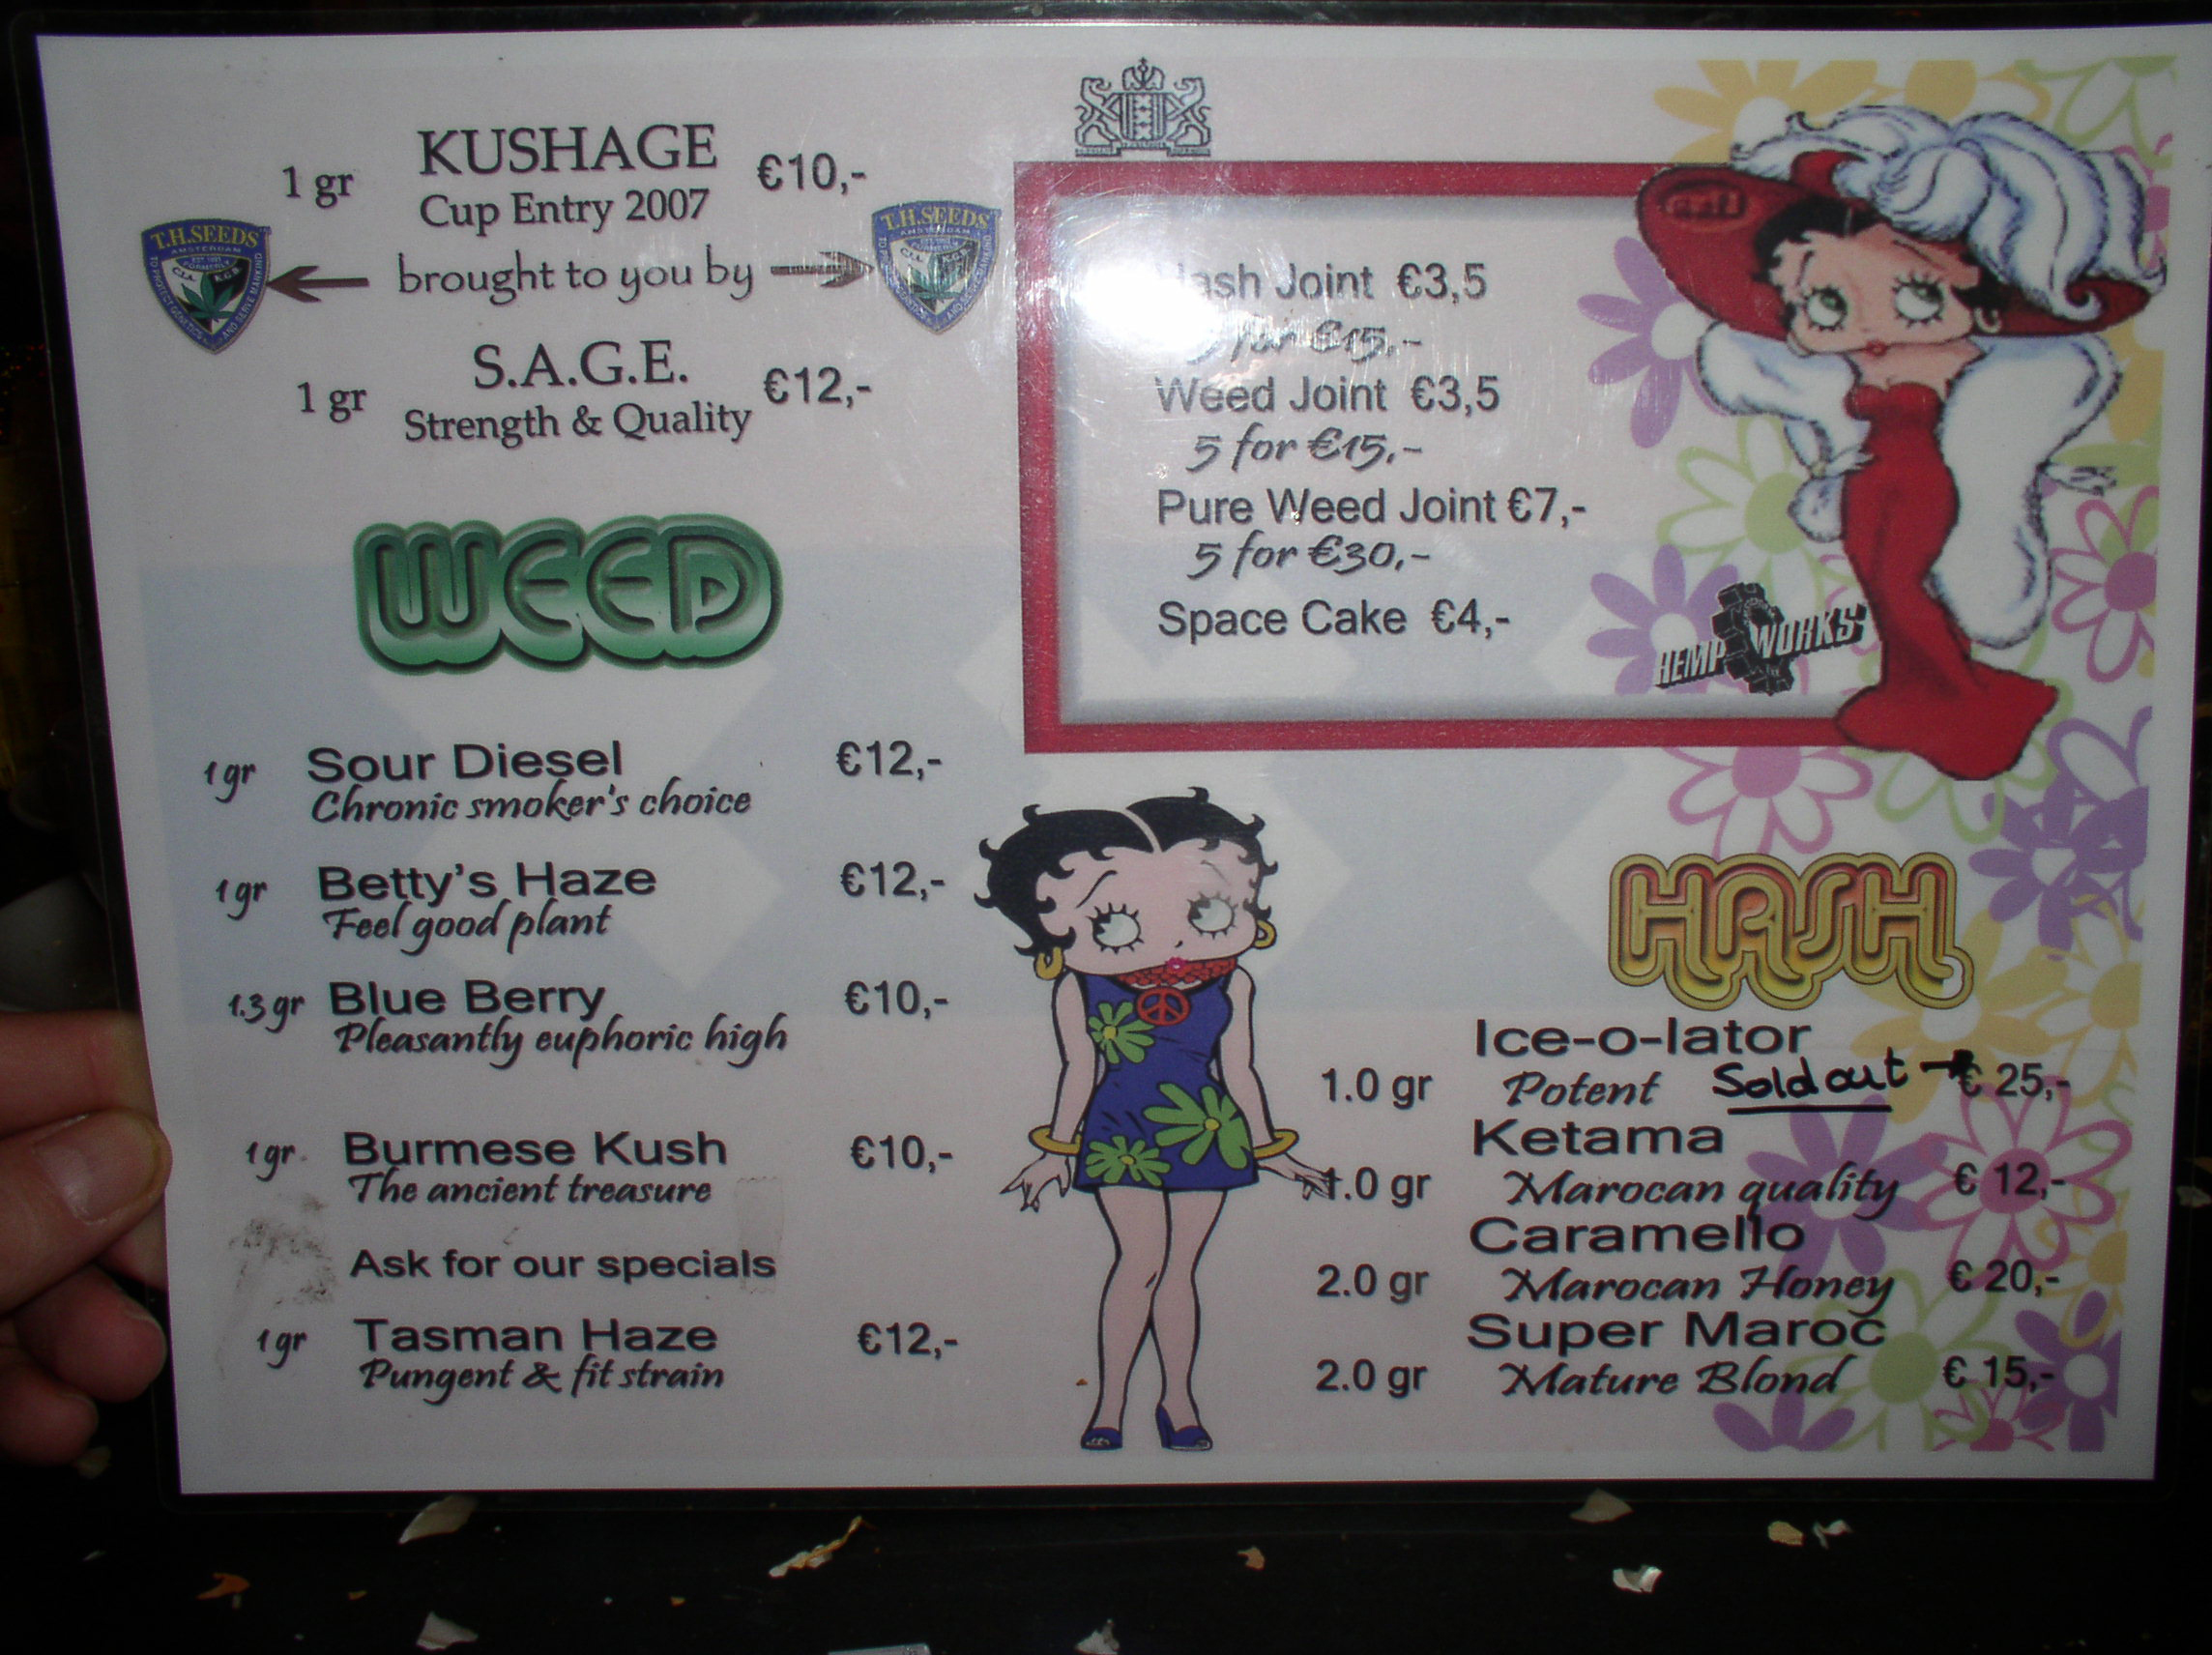 KUSHAGE
1 gr €10,-
Cup Entry 2007
T.H.SEEDS
AMSTERDAM
brought to you by
T.H.SEEDS
AMSTERDAM
S.A.G.E.
1 gr €12,-
Strength & Quality
WEED
1 gr Sour Diesel €12,-
Chronic smoker's choice
1 gr Betty's Haze €12,-
Feel good plant
1.3 gr Blue Berry €10,-
Pleasantly euphoric high
1 gr. Burmese Kush €10,-
The ancient treasure
Ask for our specials
1 gr Tasman Haze €12,-
Pungent & fit strain
Hash Joint €3,5
5 for €15,-
Weed Joint €3,5
5 for €15,-
Pure Weed Joint €7,-
5 for €30,-
Space Cake €4,-
HEMP WORKS
HASH
Ice-o-lator
1.0 gr Potent Sold out → € 25,-
Ketama
1.0 gr Marocan quality € 12,-
Caramello
2.0 gr Marocan Honey € 20,-
Super Maroc
2.0 gr Mature Blond € 15,-